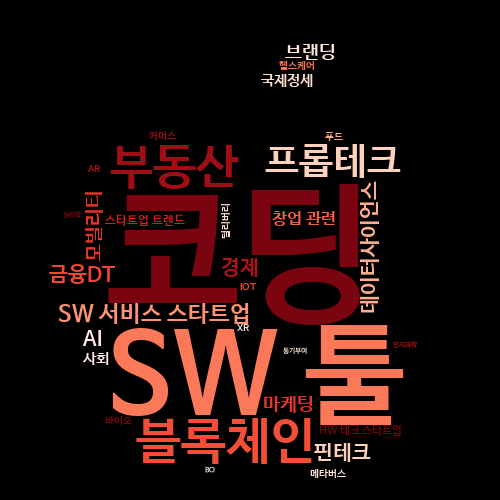 브랜딩
헬스케어
국제정세
커머스
푸드
부동산
프롭테크
AR
코딩
모빌리티
심리학
스타트업 트렌드
딜리버리
창업 관련
데이터사이언스
금융DT
경제
IOT
SW 서비스 스타트업
XR
AI
사회
SW 툴
동기부여
인지과학
마케팅
바이오
블록체인
HW 테크 스타트업
핀테크
BCI
메타버스